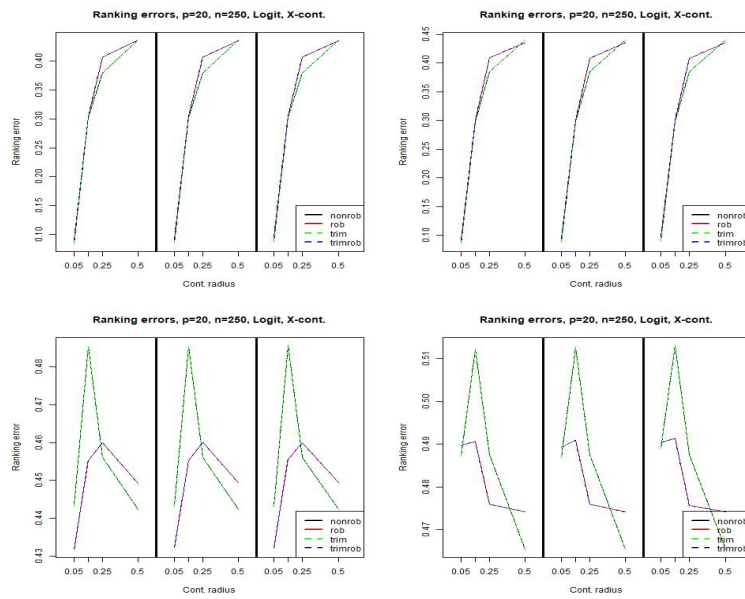 Ranking errors, p=20, n=250, Logit, X-cont.
Ranking error
0.40
0.35
0.30
0.25
0.20
0.15
0.10
0.05 0.25 0.5 0.05 0.25 0.5 0.05 0.25 0.5
Cont. radius
nonrob
rob
trim
trimrob
Ranking errors, p=20, n=250, Logit, X-cont.
Ranking error
0.45
0.40
0.35
0.30
0.25
0.20
0.15
0.10
0.05 0.25 0.5 0.05 0.25 0.5 0.05 0.25 0.5
Cont. radius
nonrob
rob
trim
trimrob
Ranking errors, p=20, n=250, Logit, X-cont.
Ranking error
0.48
0.47
0.46
0.45
0.44
0.43
0.05 0.25 0.5 0.05 0.25 0.5 0.05 0.25 0.5
Cont. radius
nonrob
rob
trim
trimrob
Ranking errors, p=20, n=250, Logit, X-cont.
Ranking error
0.51
0.50
0.49
0.48
0.47
0.05 0.25 0.5 0.05 0.25 0.5 0.05 0.25 0.5
Cont. radius
nonrob
rob
trim
trimrob